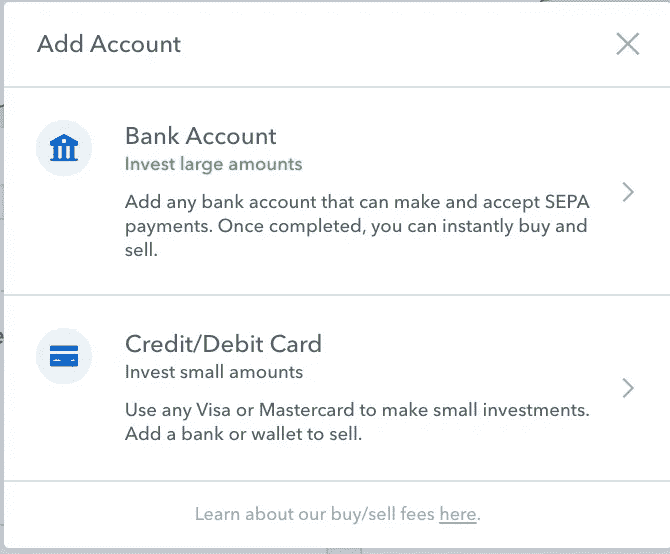 Add Account
Bank Account
Invest large amounts
Add any bank account that can make and accept SEPA
payments. Once completed, you can instantly buy and
sell.
Credit/Debit Card
Invest small amounts
Use any Visa or Mastercard to make small investments.
Add a bank or wallet to sell.
Learn about our buy/sell fees here.